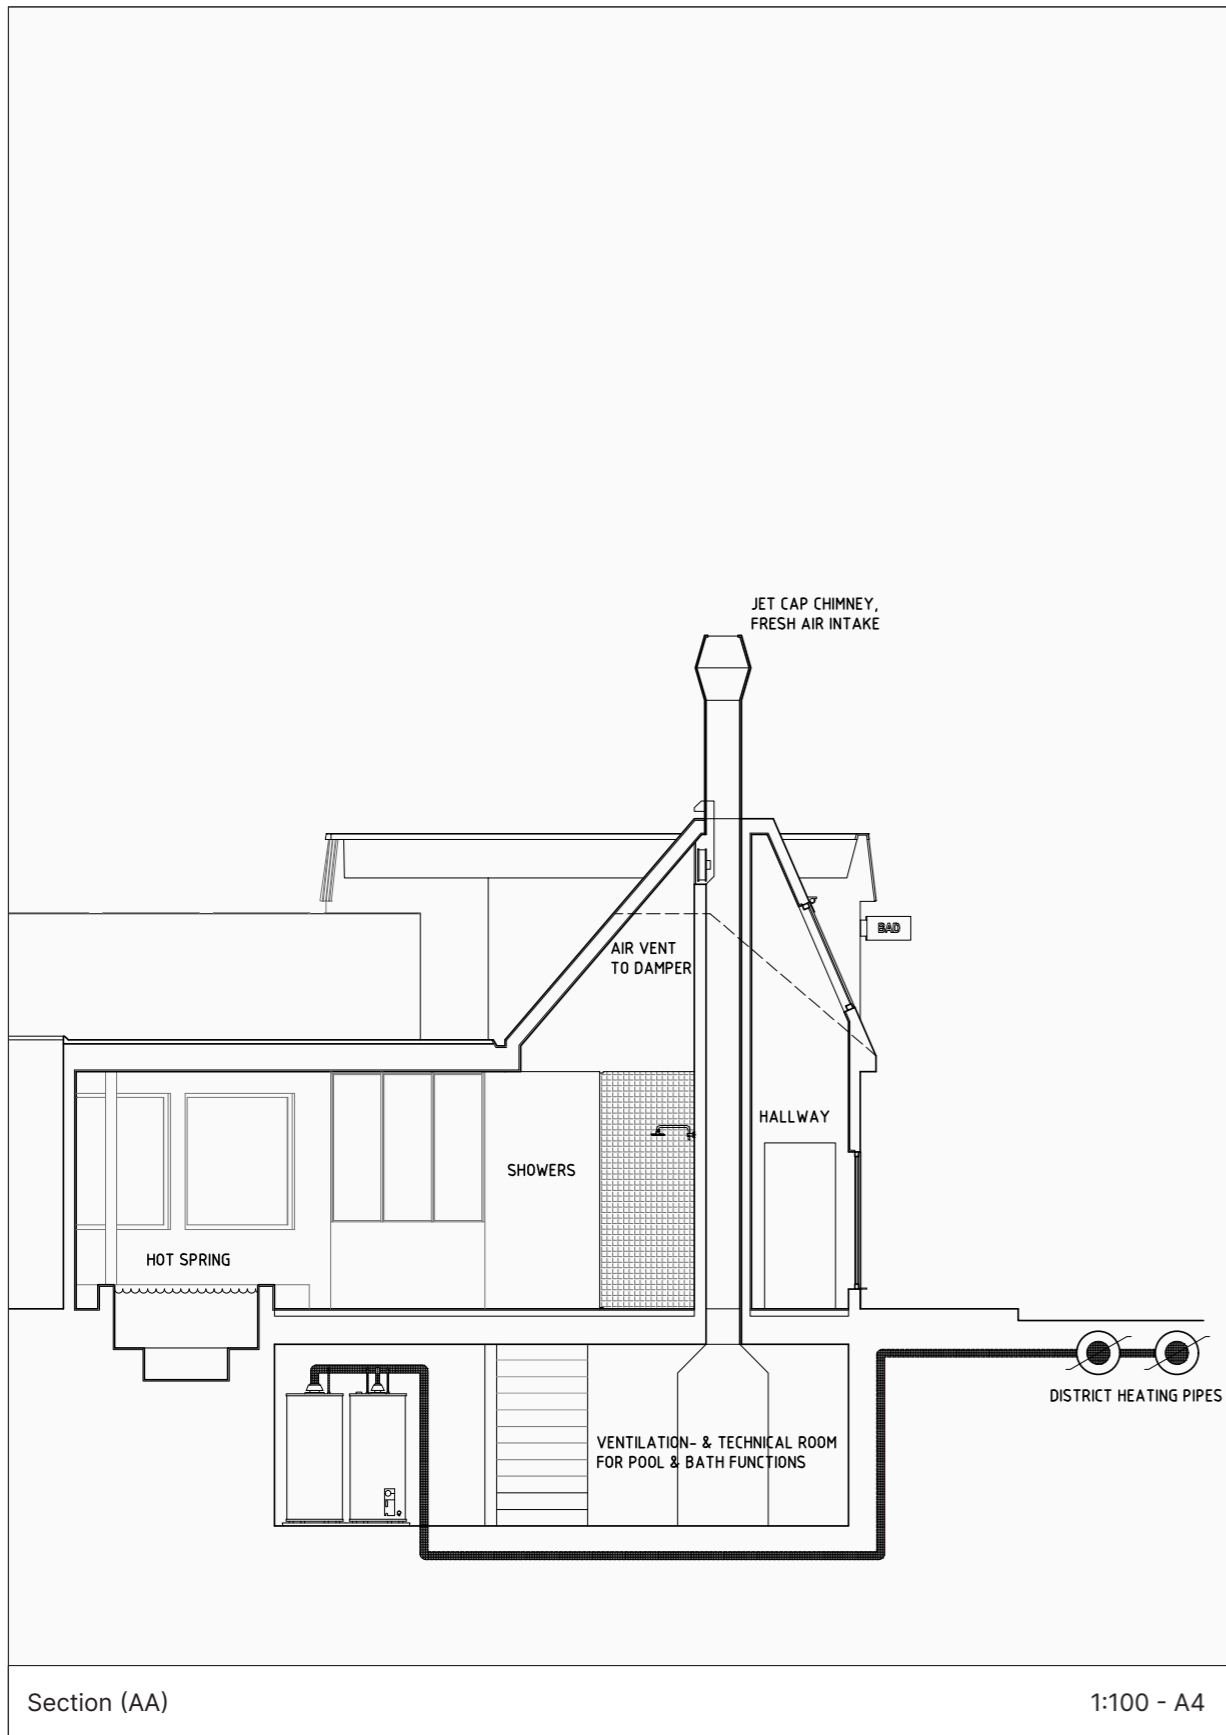 JET CAP CHIMNEY,
FRESH AIR INTAKE
BAD
AIR VENT
TO DAMPER
HALLWAY
SHOWERS
HOT SPRING
DISTRICT HEATING PIPES
VENTILATION- & TECHNICAL ROOM
FOR POOL & BATH FUNCTIONS
Section (AA)
1:100 - A4